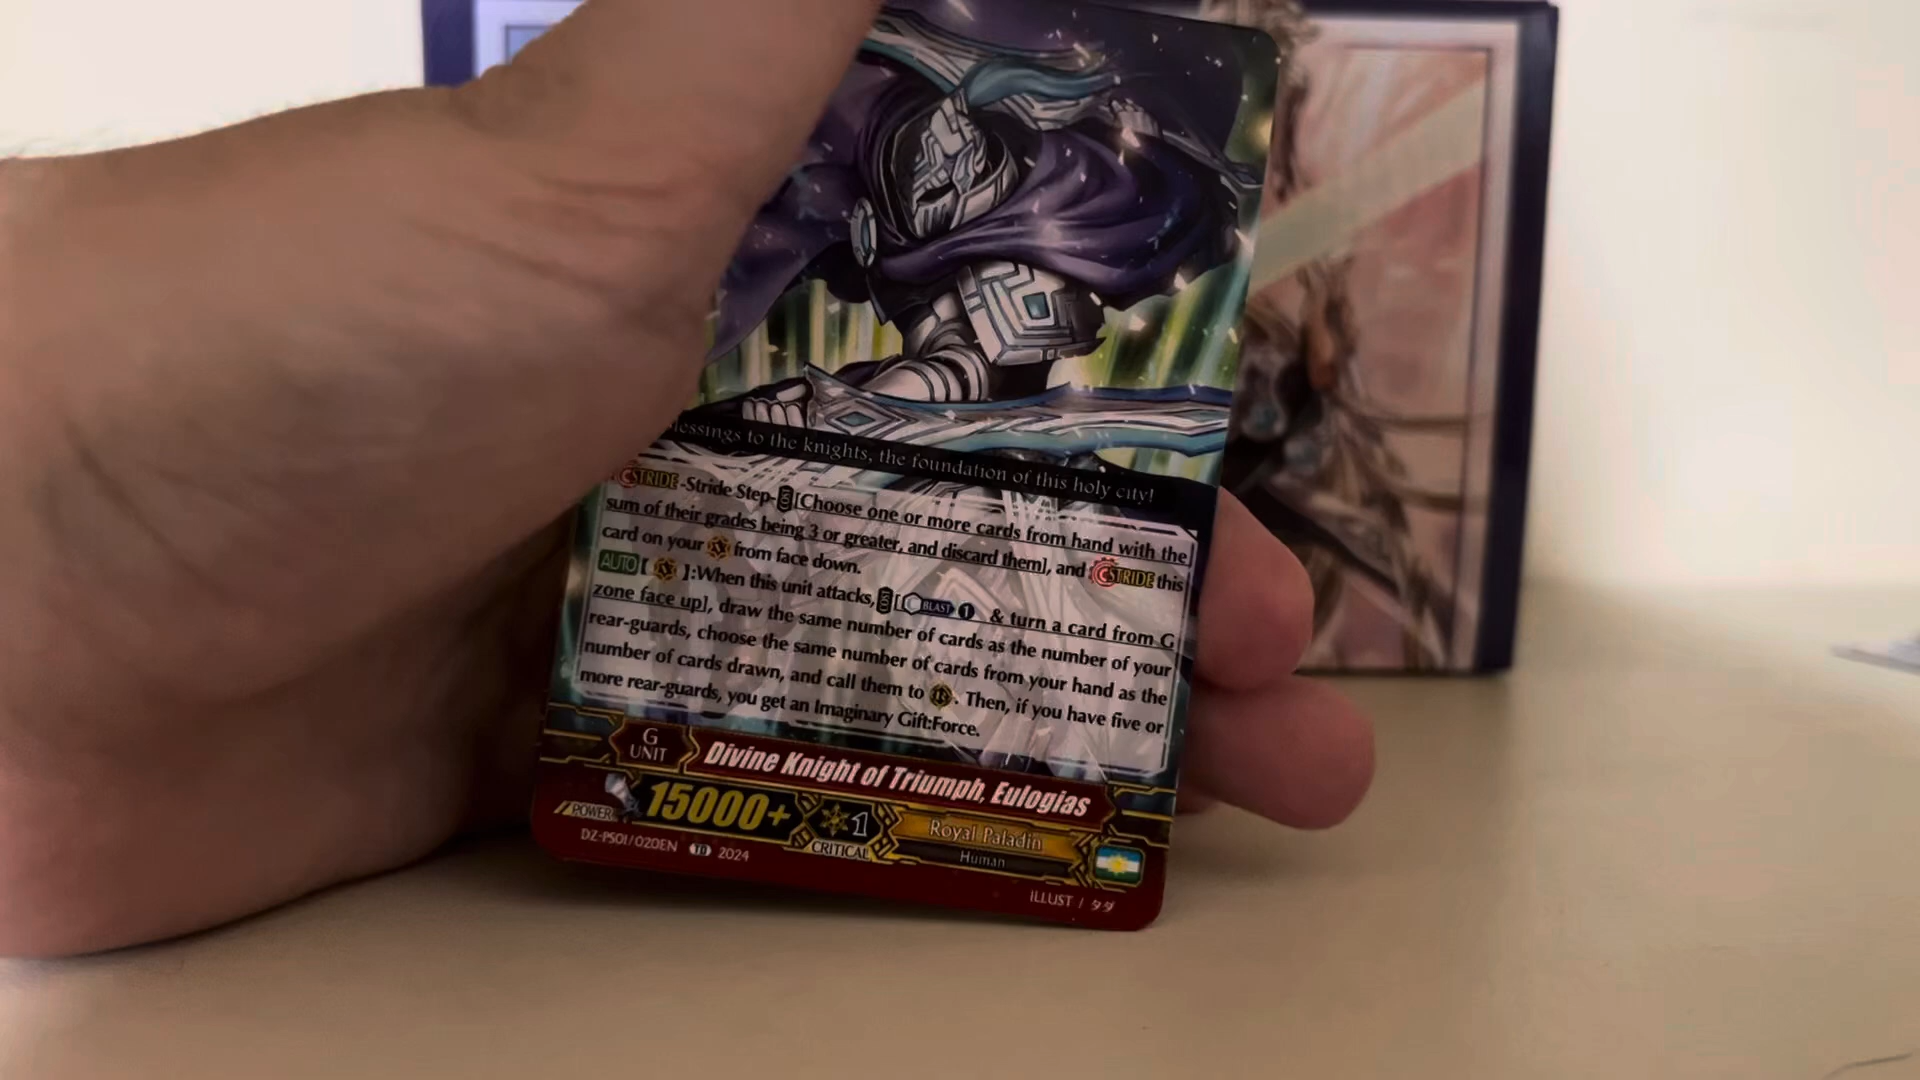 lessings to the knights, the foundation of this holy city!
STRIDE -Stride Step- COST [Choose one or more cards from hand with the
sum of their grades being 3 or greater, and discard them], and STRIDE this
card on your V from face down.
AUTO [ V ]:When this unit attacks, COST [ BLAST 1 & turn a card from G
zone face up], draw the same number of cards as the number of your
rear-guards, choose the same number of cards from your hand as the
number of cards drawn, and call them to R. Then, if you have five or
more rear-guards, you get an Imaginary Gift:Force.
G
UNIT
Divine Knight of Triumph, Eulogias
POWER
15000+
1
CRITICAL
Royal Paladin
Human
DZ-PS01/020EN TD 2024
ILLUST / タタ